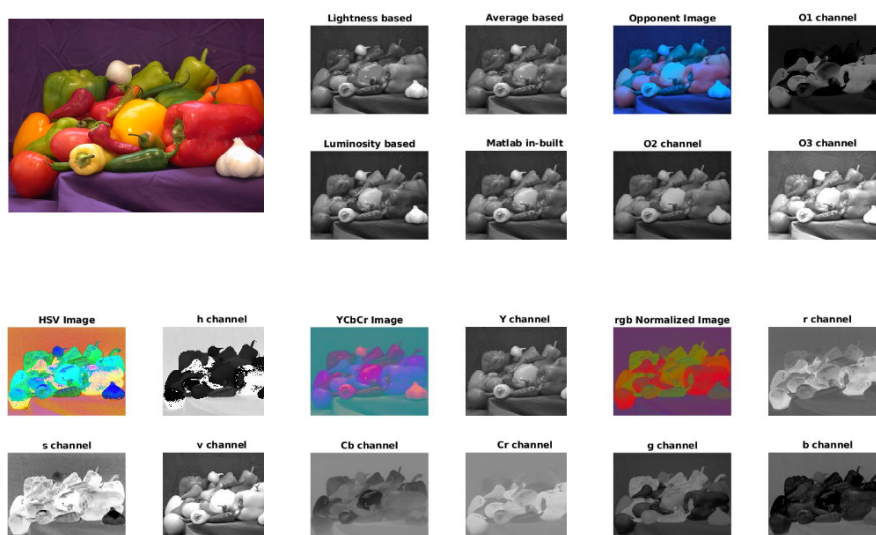 Lightness based
Average based
Opponent Image
O1 channel
Luminosity based
Matlab in-built
O2 channel
O3 channel
HSV Image
h channel
YCbCr Image
Y channel
rgb Normalized Image
r channel
s channel
v channel
Cb channel
Cr channel
g channel
b channel